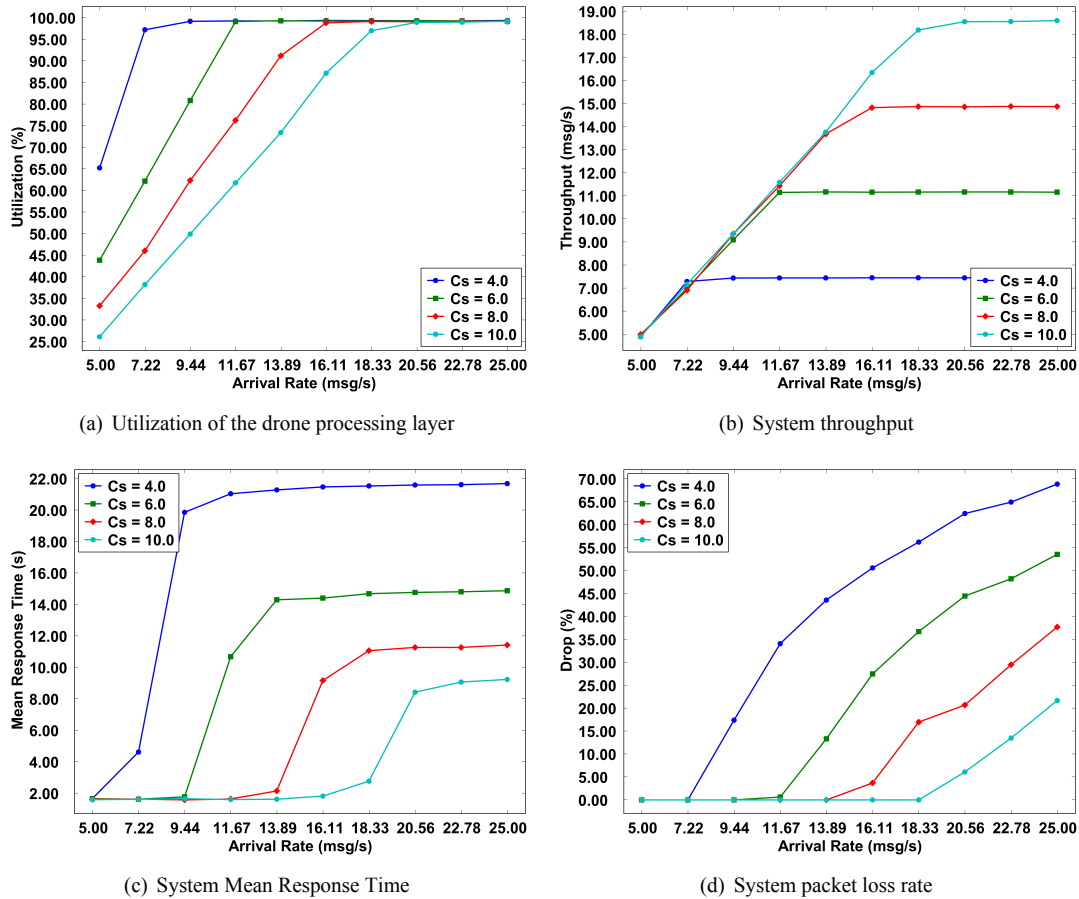 100.00
95.00
90.00
85.00
80.00
75.00
70.00
65.00
60.00
55.00
50.00
45.00
40.00
35.00
30.00
25.00
Utilization (%)
Cs = 4.0
Cs = 6.0
Cs = 8.0
Cs = 10.0
5.00 7.22 9.44 11.67 13.89 16.11 18.33 20.56 22.78 25.00
Arrival Rate (msg/s)
(a) Utilization of the drone processing layer
19.00
18.00
17.00
16.00
15.00
14.00
13.00
12.00
11.00
10.00
9.00
8.00
7.00
6.00
5.00
Throughput (msg/s)
Cs = 4.0
Cs = 6.0
Cs = 8.0
Cs = 10.0
5.00 7.22 9.44 11.67 13.89 16.11 18.33 20.56 22.78 25.00
Arrival Rate (msg/s)
(b) System throughput
22.00
20.00
18.00
16.00
14.00
12.00
10.00
8.00
6.00
4.00
2.00
Mean Response Time (s)
Cs = 4.0
Cs = 6.0
Cs = 8.0
Cs = 10.0
5.00 7.22 9.44 11.67 13.89 16.11 18.33 20.56 22.78 25.00
Arrival Rate (msg/s)
(c) System Mean Response Time
70.00
65.00
60.00
55.00
50.00
45.00
40.00
35.00
30.00
25.00
20.00
15.00
10.00
5.00
0.00
Drop (%)
Cs = 4.0
Cs = 6.0
Cs = 8.0
Cs = 10.0
5.00 7.22 9.44 11.67 13.89 16.11 18.33 20.56 22.78 25.00
Arrival Rate (msg/s)
(d) System packet loss rate